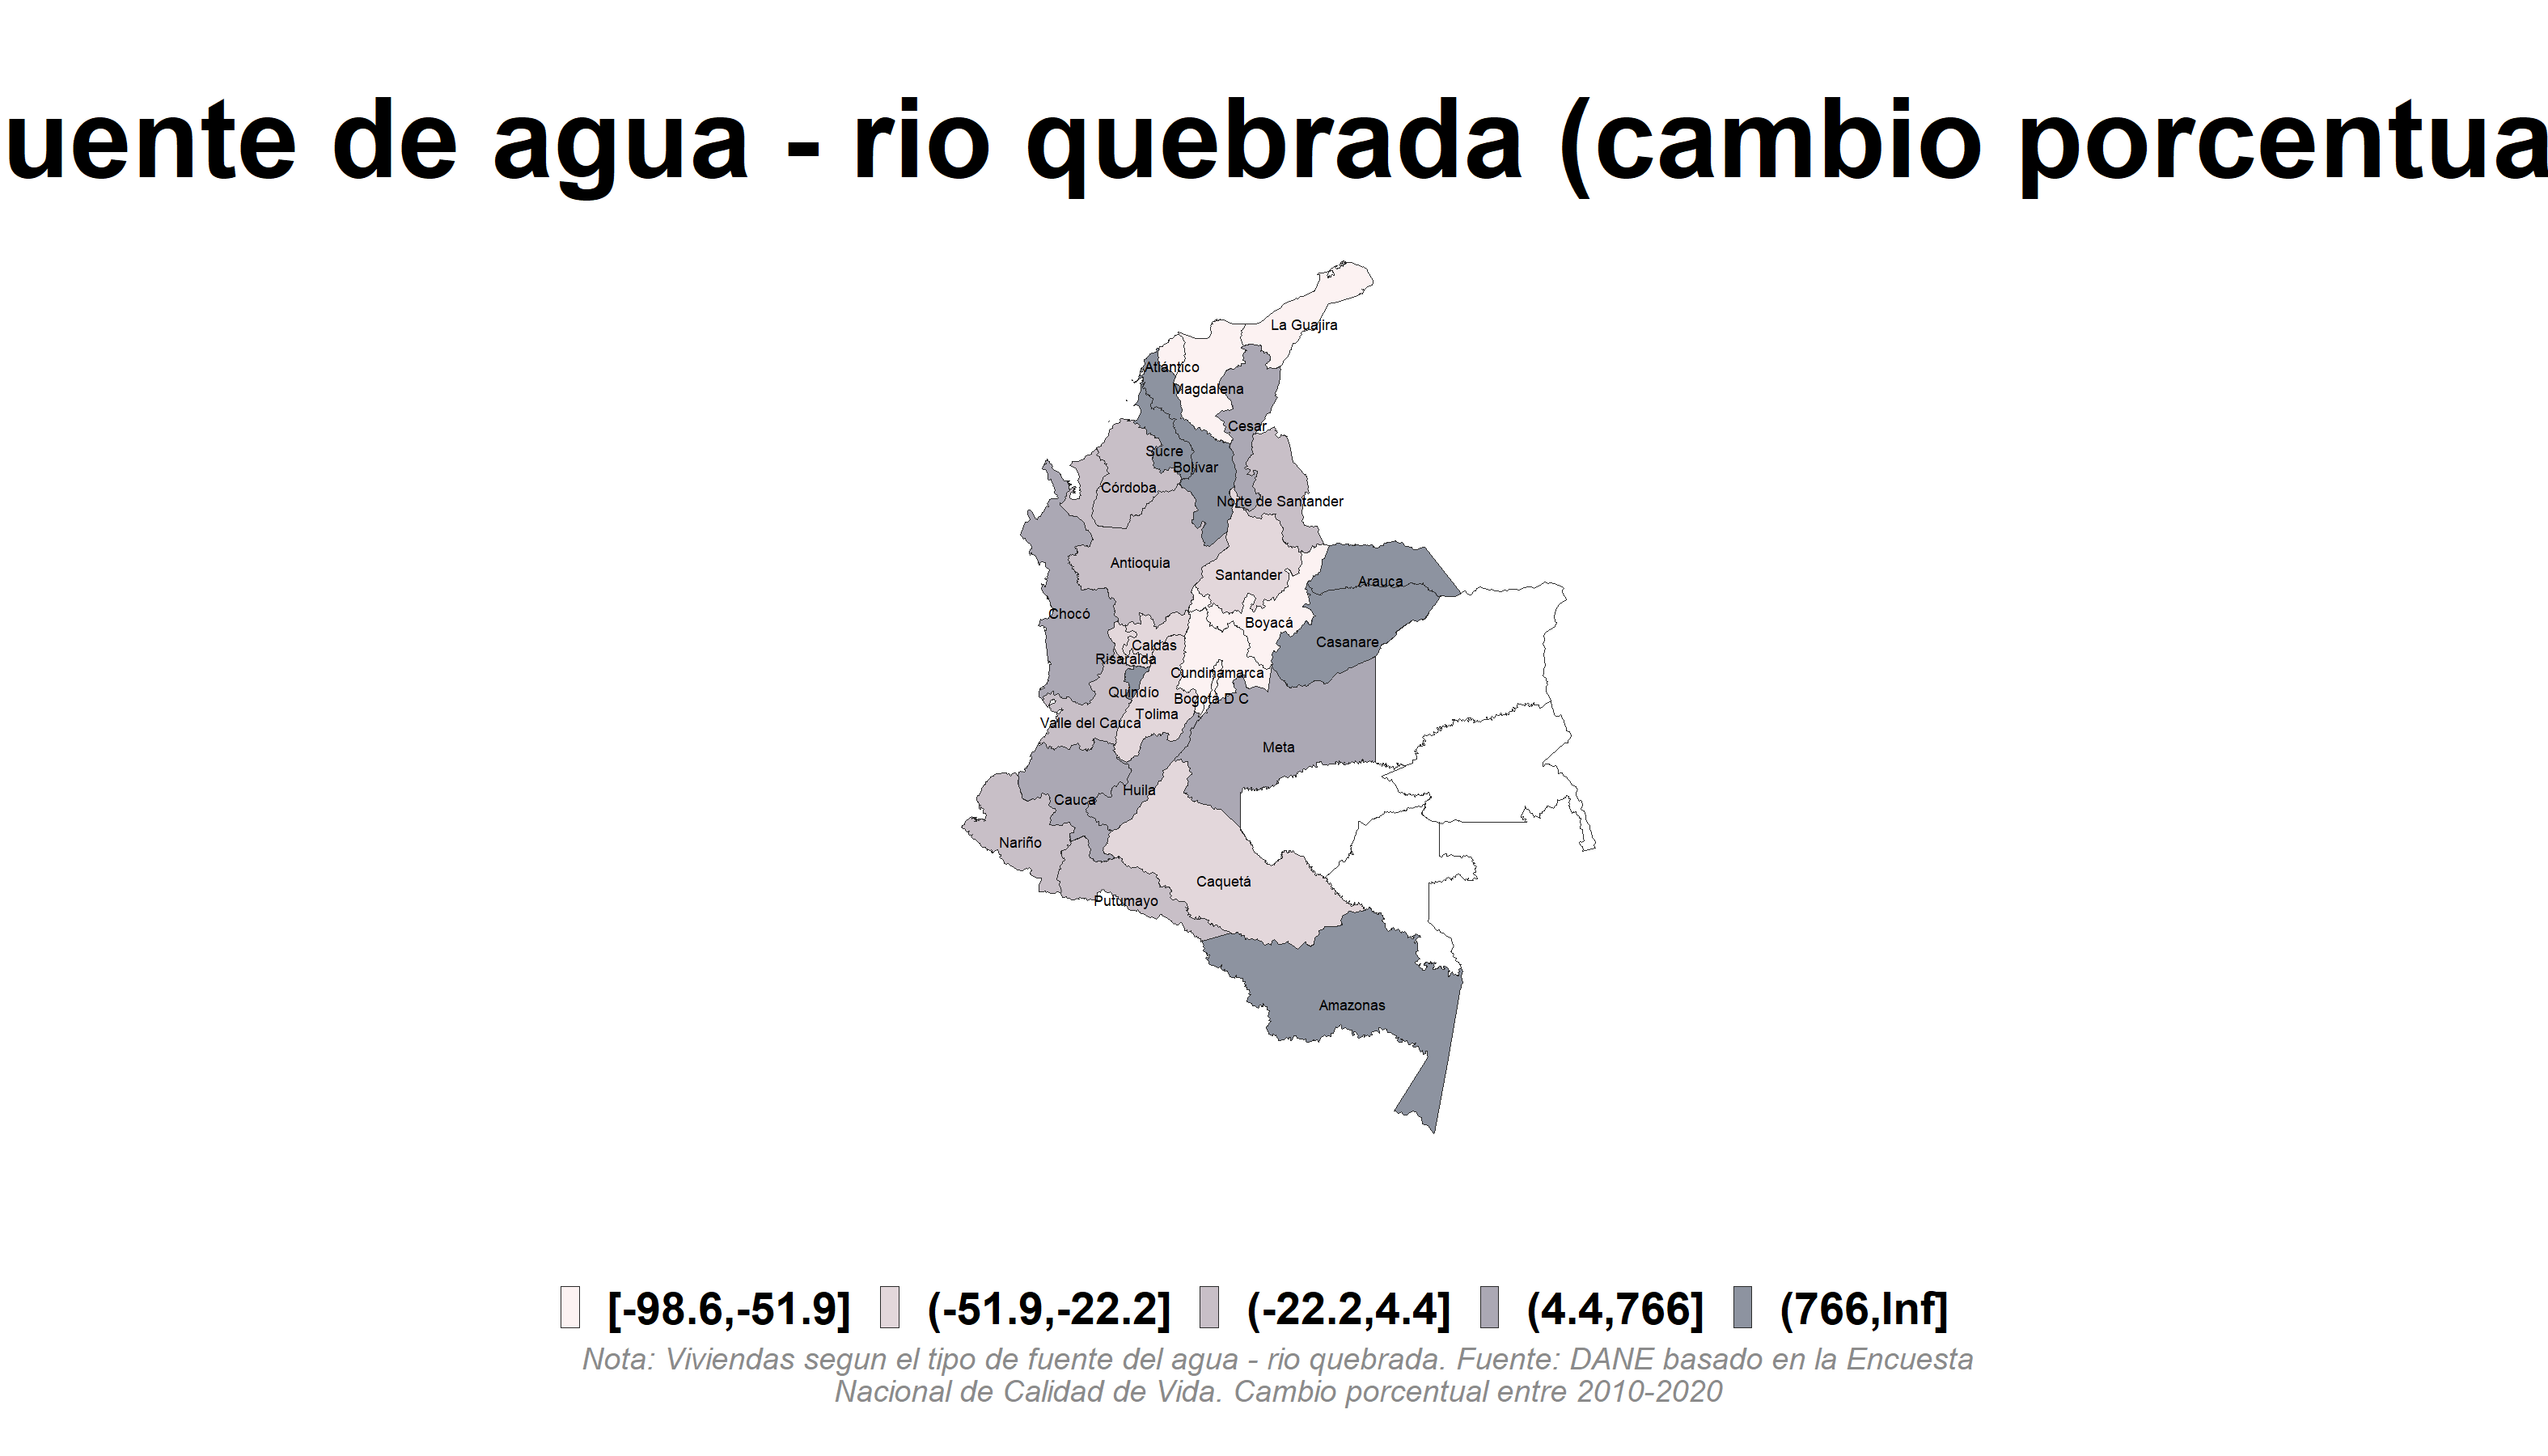 uente de agua - rio quebrada (cambio porcentua
La Guajira
Atlántico
Magdalena
Cesar
Sucre
Bolívar
Córdoba
Norte de Santander
Antioquia
Santander
Arauca
Chocó
Boyacá
Casanare
Caldas
Risaralda
Cundinamarca
Quindío
Bogotá D C
Tolima
Valle del Cauca
Meta
Huila
Cauca
Nariño
Caquetá
Putumayo
Amazonas
[-98.6,-51.9] (-51.9,-22.2] (-22.2,4.4] (4.4,766] (766,Inf]
Nota: Viviendas segun el tipo de fuente del agua - rio quebrada. Fuente: DANE basado en la Encuesta
Nacional de Calidad de Vida. Cambio porcentual entre 2010-2020